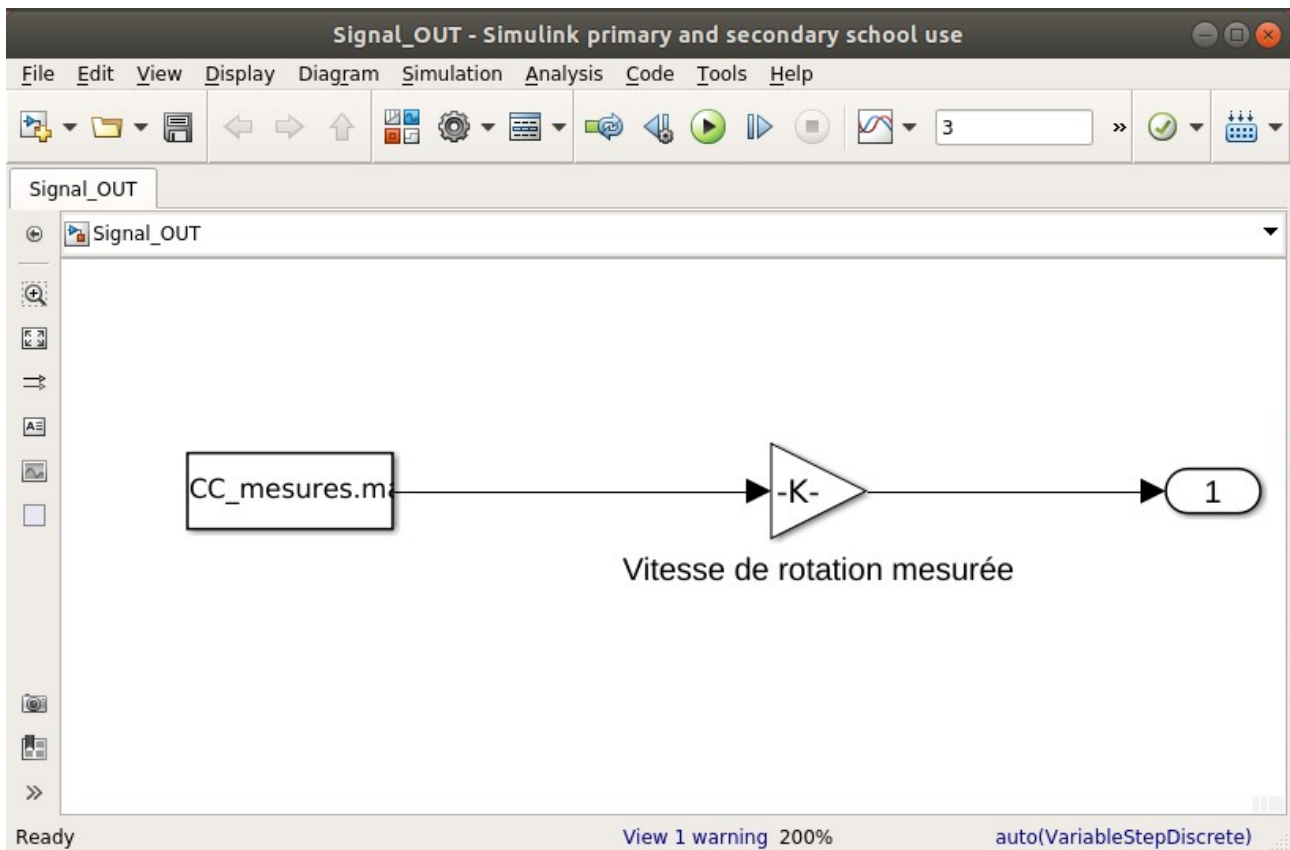 Signal_OUT - Simulink primary and secondary school use
File Edit View Display Diagram Simulation Analysis Code Tools Help
3
»
Signal_OUT
Signal_OUT
CC_mesures.ma
-K-
1
Vitesse de rotation mesurée
Ready View 1 warning 200% auto(VariableStepDiscrete)